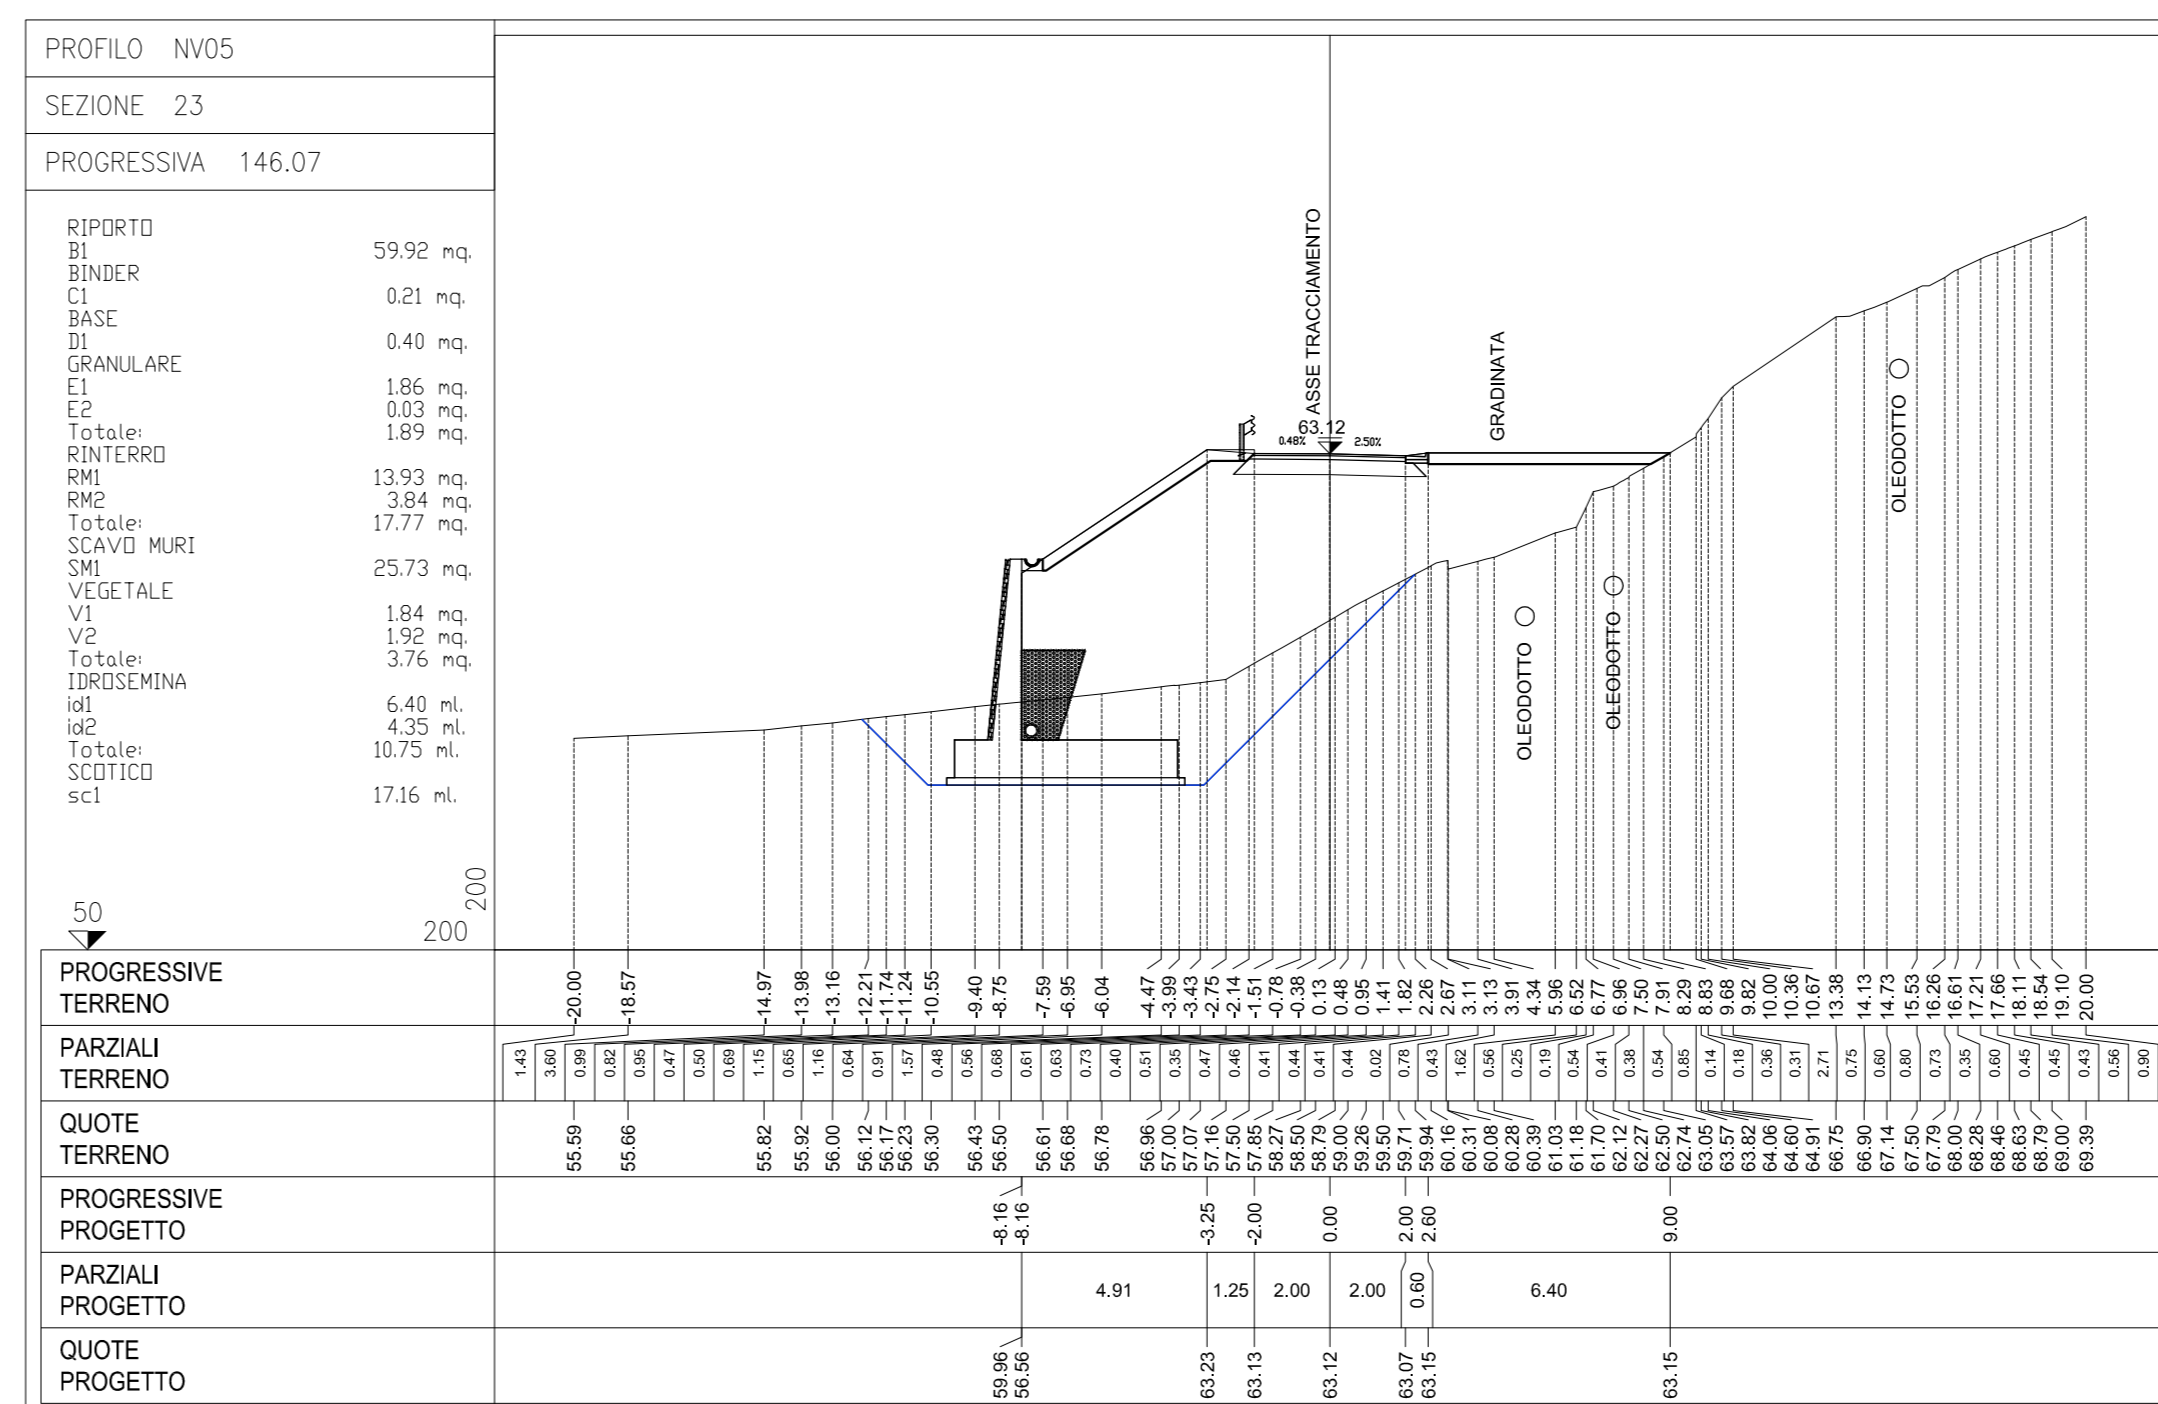 PROFILO NV05
SEZIONE 23
PROGRESSIVA 146.07
RIPORTO
B1 59.92 mq.
BINDER
C1 0.21 mq.
BASE
D1 0.40 mq.
GRANULARE
E1 1.86 mq.
E2 0.03 mq.
Totale: 1.89 mq.
RINTERRO
RM1 13.93 mq.
RM2 3.84 mq.
Totale: 17.77 mq.
SCAVO MURI
SM1 25.73 mq.
VEGETALE
V1 1.84 mq.
V2 1.92 mq.
Totale: 3.76 mq.
IDROSEMINA
id1 6.40 ml.
id2 4.35 ml.
Totale: 10.75 ml.
SCOTICO
sc1 17.16 ml.
50
200
200
ASSE TRACCIAMENTO
63.12
0.48% 2.50%
GRADINATA
OLEODOTTO
OLEODOTTO
OLEODOTTO
PROGRESSIVE TERRENO
-20.00 -18.57 -14.97 -13.98 -13.16 -12.21 -11.74 -11.24 -10.55 -9.40 -8.75 -7.59 -6.95 -6.04 -4.47 -3.99 -3.43 -2.75 -2.14 -1.51 -0.78 -0.38 0.13 0.48 0.95 1.41 1.82 2.26 2.67 3.11 3.13 3.91 4.34 5.96 6.52 6.77 6.96 7.50 7.91 8.29 8.83 9.68 9.82 10.00 10.36 10.67 13.38 14.13 14.73 15.53 16.26 16.61 17.21 17.66 18.11 18.54 19.10 20.00
PARZIALI TERRENO
1.43 3.60 0.99 0.82 0.95 0.47 0.50 0.69 1.15 0.65 1.16 0.64 0.91 1.57 0.48 0.56 0.68 0.61 0.63 0.73 0.40 0.51 0.35 0.47 0.46 0.41 0.44 0.41 0.44 0.02 0.78 0.43 1.62 0.56 0.25 0.19 0.54 0.41 0.38 0.54 0.85 0.14 0.18 0.36 0.31 2.71 0.75 0.60 0.80 0.73 0.35 0.60 0.45 0.45 0.43 0.56 0.90
QUOTE TERRENO
55.59 55.66 55.82 55.92 56.00 56.12 56.17 56.23 56.30 56.43 56.50 56.61 56.68 56.78 56.96 57.00 57.07 57.16 57.50 57.85 58.27 58.50 58.79 59.00 59.26 59.50 59.71 59.94 60.16 60.31 60.08 60.28 60.39 61.03 61.18 61.70 62.12 62.27 62.50 62.74 63.05 63.57 63.82 64.06 64.60 64.91 66.75 66.90 67.14 67.50 67.79 68.00 68.28 68.46 68.63 68.79 69.00 69.39
PROGRESSIVE PROGETTO
-8.16 -8.16 -3.25 -2.00 0.00 2.00 2.60 9.00
PARZIALI PROGETTO
4.91 1.25 2.00 2.00 0.60 6.40
QUOTE PROGETTO
59.96 56.56 63.23 63.13 63.12 63.07 63.15 63.15